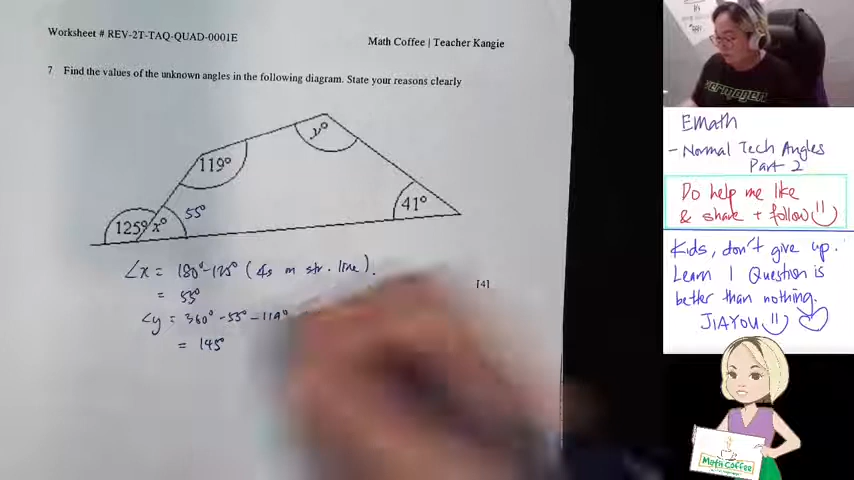 Worksheet # REV-2T-TAQ-QUAD-0001E
Math Coffee | Teacher Kangie
7 Find the values of the unknown angles in the following diagram. State your reasons clearly
y°
119°
55°
125° x°
41°
∠x = 180° - 125° (∠s on str. line).
= 55°
[4]
∠y = 360° - 55° - 119°
= 145°
vermogen
EMath
- Normal Tech Angles
Part 2
Do help me like
& share + follow
Kids, don't give up.
Learn 1 Question is
better than nothing.
JIAYOU
Math Coffee